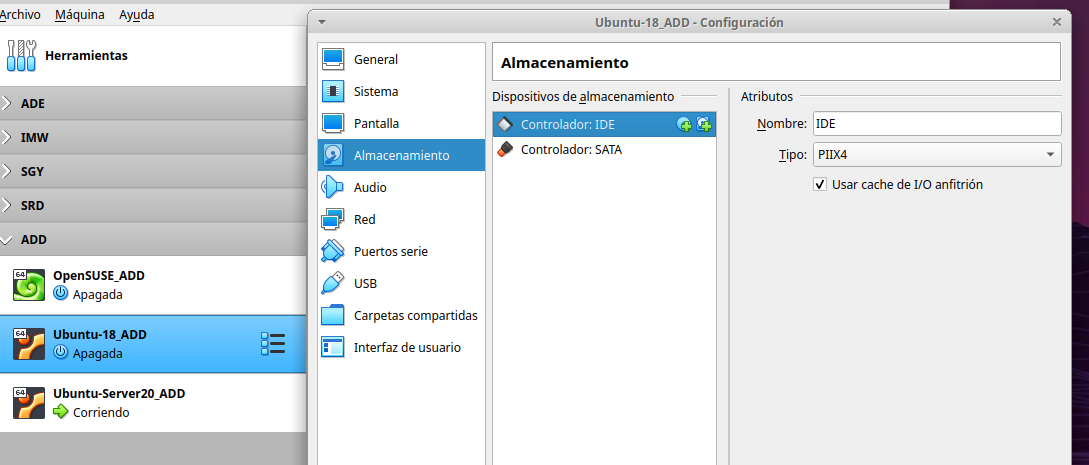 Archivo Máquina Ayuda
Herramientas
ADE
IMW
SGY
SRD
ADD
64
OpenSUSE_ADD
Apagada
64
Ubuntu-18_ADD
Apagada
64
Ubuntu-Server20_ADD
Corriendo
Ubuntu-18_ADD - Configuración
General
Sistema
Pantalla
Almacenamiento
Audio
Red
Puertos serie
USB
Carpetas compartidas
Interfaz de usuario
Almacenamiento
Dispositivos de almacenamiento
Controlador: IDE
Controlador: SATA
Atributos
Nombre: IDE
Tipo: PIIX4
Usar cache de I/O anfitrión